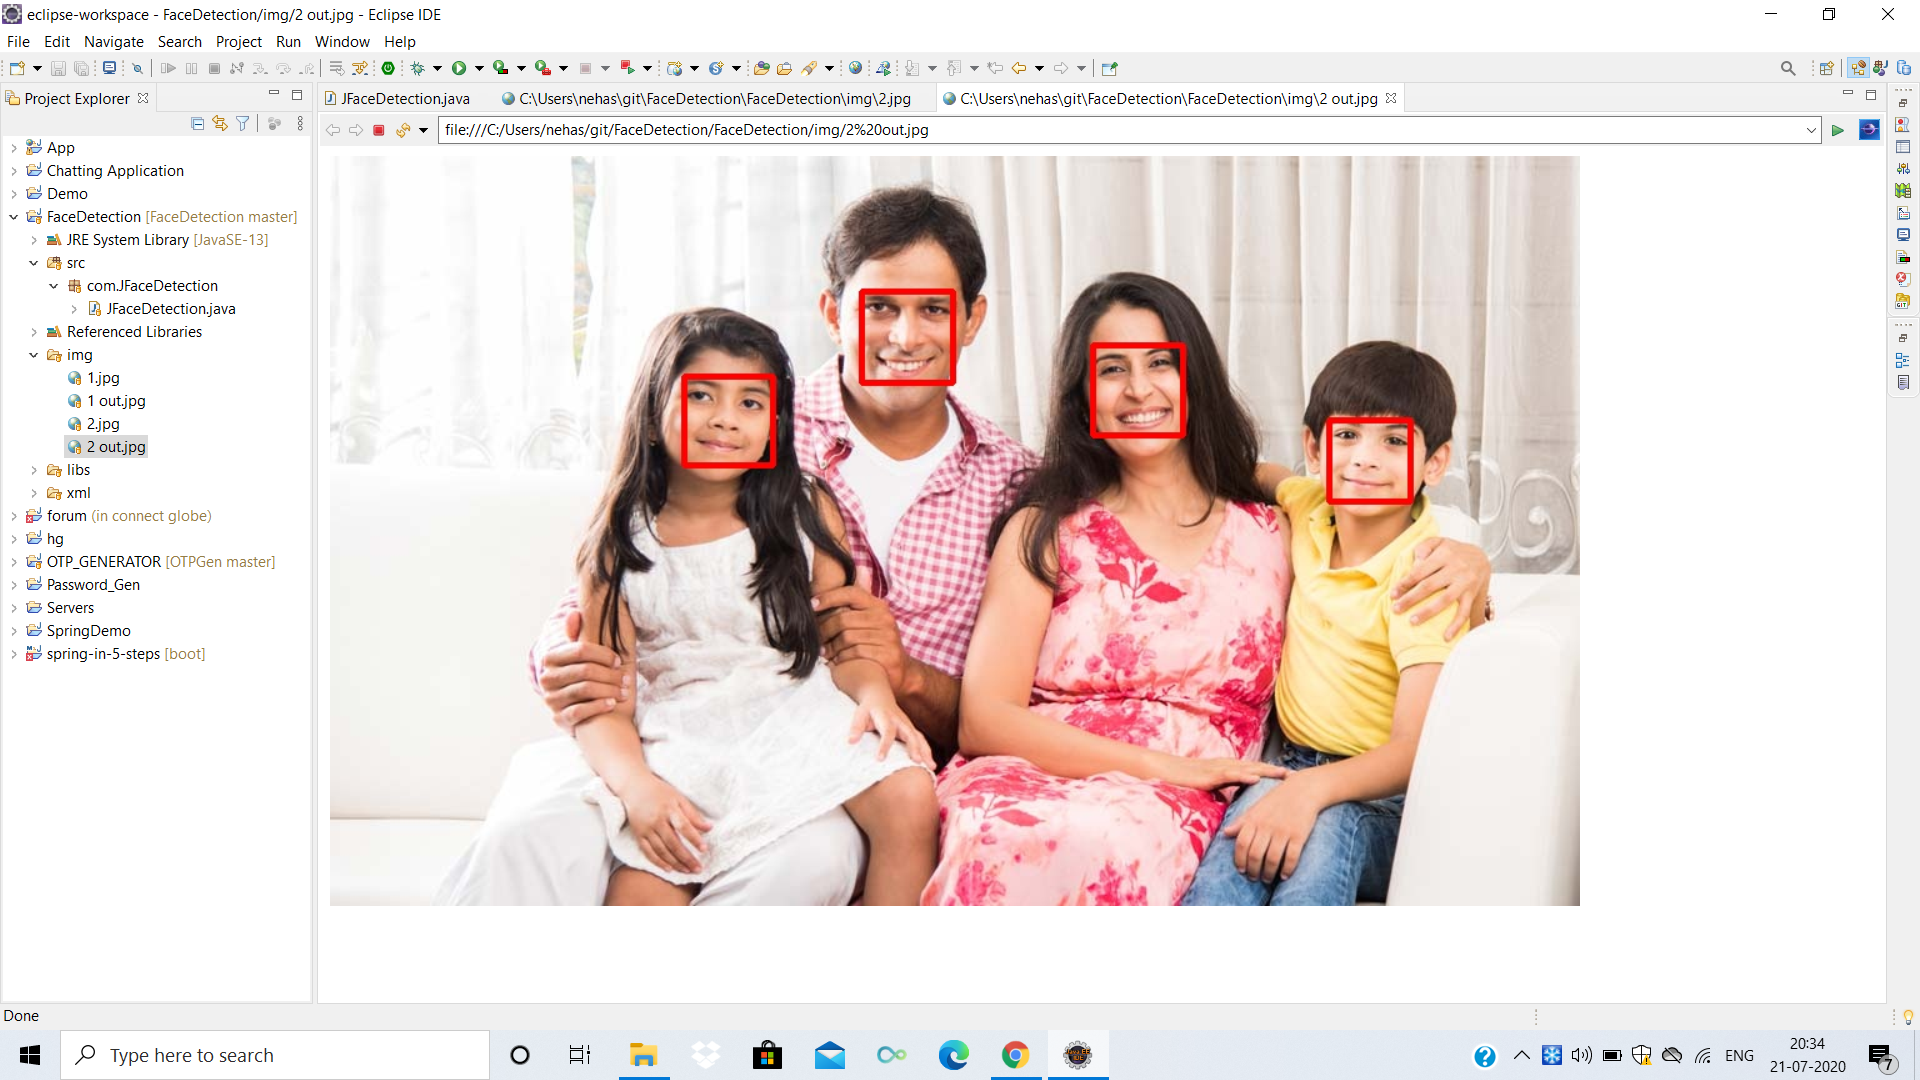 eclipse-workspace - FaceDetection/img/2 out.jpg - Eclipse IDE
File Edit Navigate Search Project Run Window Help
Project Explorer
JFaceDetection.java
C:\Users\nehas\git\FaceDetection\FaceDetection\img\2.jpg
C:\Users\nehas\git\FaceDetection\FaceDetection\img\2 out.jpg
file:///C:/Users/nehas/git/FaceDetection/FaceDetection/img/2%20out.jpg
App
Chatting Application
Demo
FaceDetection [FaceDetection master]
JRE System Library [JavaSE-13]
src
com.JFaceDetection
JFaceDetection.java
Referenced Libraries
img
1.jpg
1 out.jpg
2.jpg
2 out.jpg
libs
xml
forum (in connect globe)
hg
OTP_GENERATOR [OTPGen master]
Password_Gen
Servers
SpringDemo
spring-in-5-steps [boot]
Done
Type here to search
ENG
20:34
21-07-2020
7